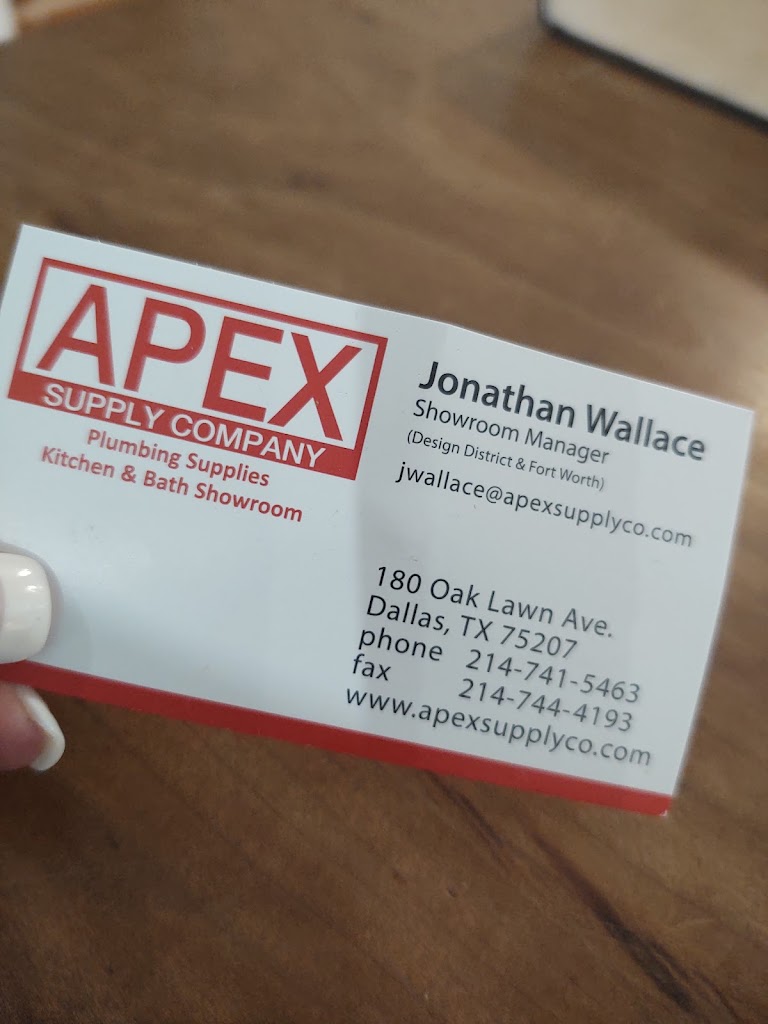 APEX
SUPPLY COMPANY
Plumbing Supplies
Kitchen & Bath Showroom
Jonathan Wallace
Showroom Manager
(Design District & Fort Worth)
jwallace@apexsupplyco.com
180 Oak Lawn Ave.
Dallas, TX 75207
phone 214-741-5463
fax 214-744-4193
www.apexsupplyco.com